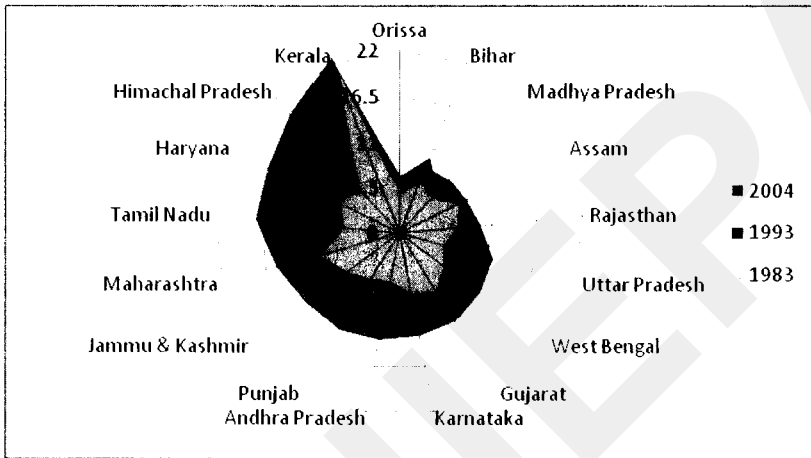 Orissa
Kerala 22 Bihar
Himachal Pradesh 6.5 Madhya Pradesh
Haryana Assam
Tamil Nadu Rajasthan
Maharashtra Uttar Pradesh
Jammu & Kashmir West Bengal
Punjab Gujarat
Andhra Pradesh Karnataka
2004
1993
1983